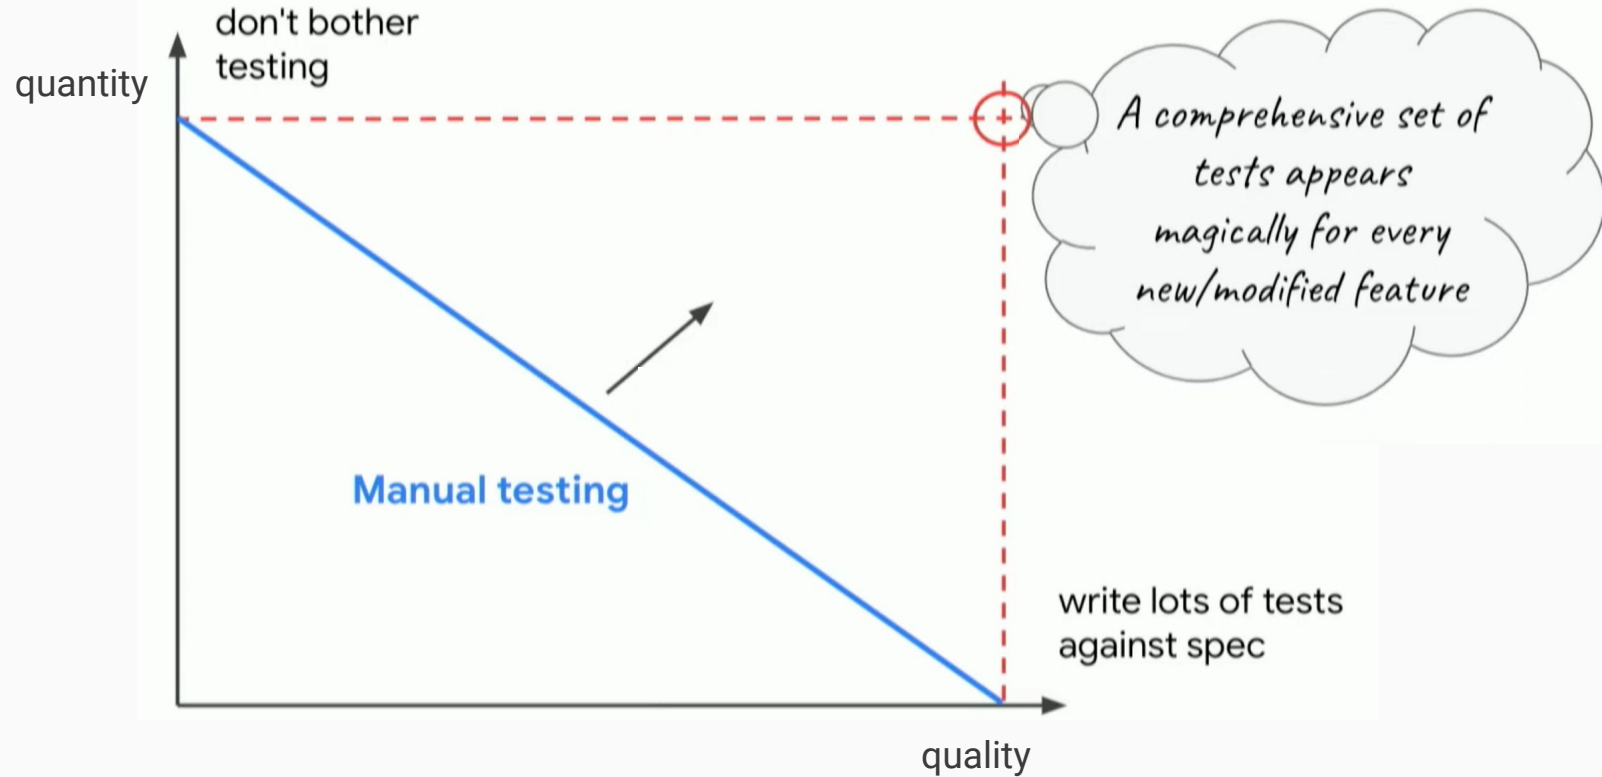 don't bother
testing
quantity
A comprehensive set of
tests appears
magically for every
new/modified feature
Manual testing
write lots of tests
against spec
quality